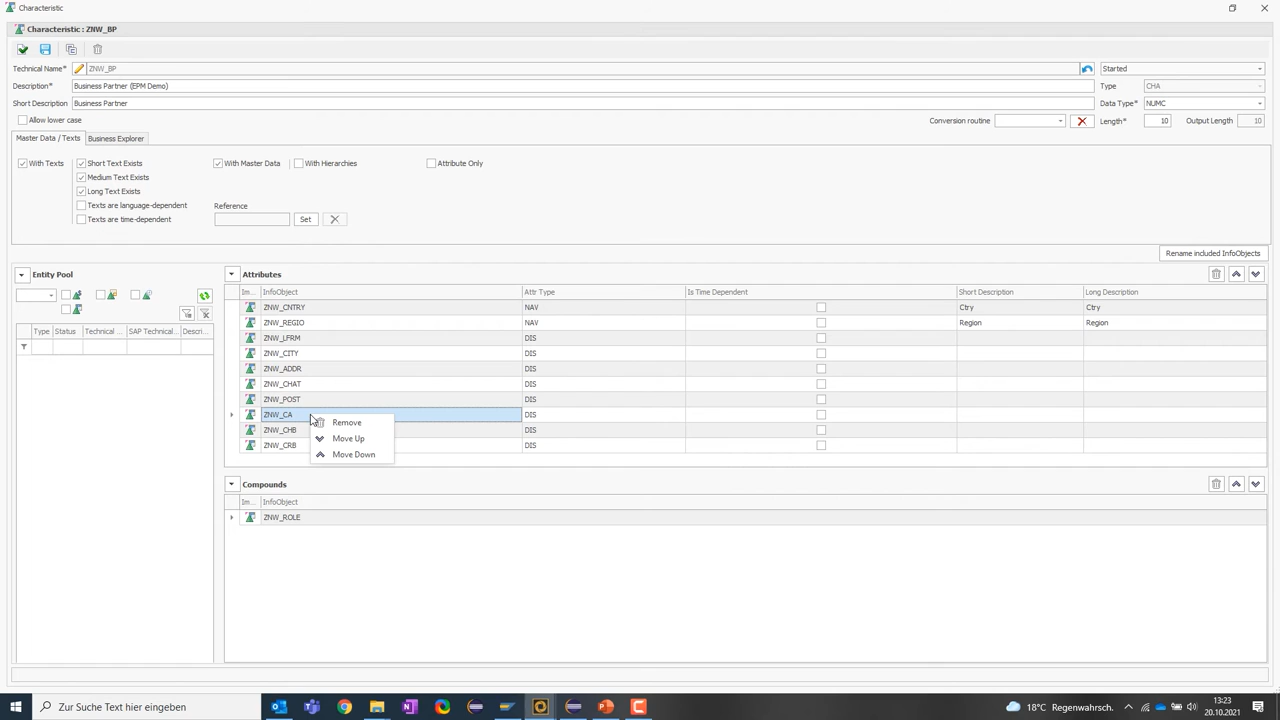 Characteristic
Characteristic : ZNW_BP
Technical Name* ZNW_BP Started
Description* Business Partner (EPM Demo) Type CHA
Short Description Business Partner Data Type* NUMC
Allow lower case Conversion routine Length* 10 Output Length 10
Master Data / Texts Business Explorer
With Texts Short Text Exists With Master Data With Hierarchies Attribute Only
Medium Text Exists
Long Text Exists
Texts are language-dependent Reference
Texts are time-dependent Set
Rename included InfoObjects
Entity Pool
Type Status Technical ... SAP Technical... Descri...
Attributes
Im... InfoObject Attr Type Is Time Dependent Short Description Long Description
ZNW_CNTRY NAV Ctry Ctry
ZNW_REGIO NAV Region Region
ZNW_LFRM DIS
ZNW_CITY DIS
ZNW_ADDR DIS
ZNW_CHAT DIS
ZNW_POST DIS
ZNW_CA DIS
ZNW_CHB DIS
ZNW_CRB DIS
Remove
Move Up
Move Down
Compounds
Im... InfoObject
ZNW_ROLE
Zur Suche Text hier eingeben
18°C Regenwahrsch.
13:23
20.10.2021